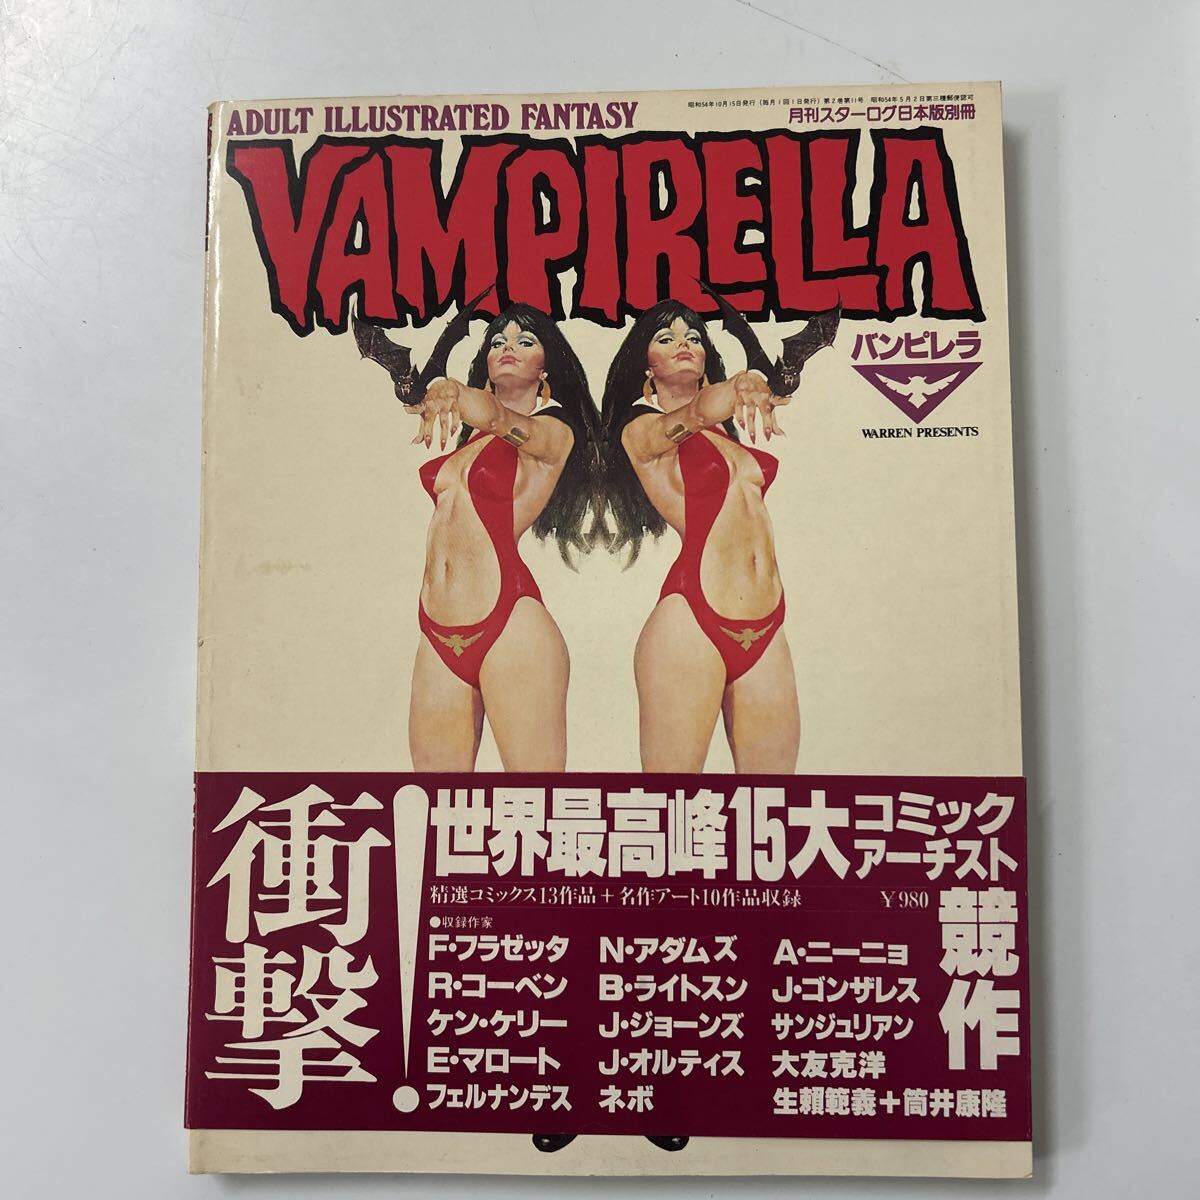 昭和54年10月15日発行(毎月1回1日発行)第2巻第11号 昭和54年5月2日第三種郵便認可
ADULT ILLUSTRATED FANTASY
月刊スターログ日本版別冊
VAMPIRELLA
バンピレラ
WARREN PRESENTS
衝撃!
世界最高峰15大コミックアーチスト競作
精選コミックス13作品+名作アート10作品収録 ¥980
●収録作家
F・フラゼッタ N・アダムズ A・ニーニョ
R・コーベン B・ライトスン J・ゴンザレス
ケン・ケリー J・ジョーンズ サンジュリアン
E・マロート J・オルティス 大友克洋
フェルナンデス ネボ 生賴範義+筒井康隆